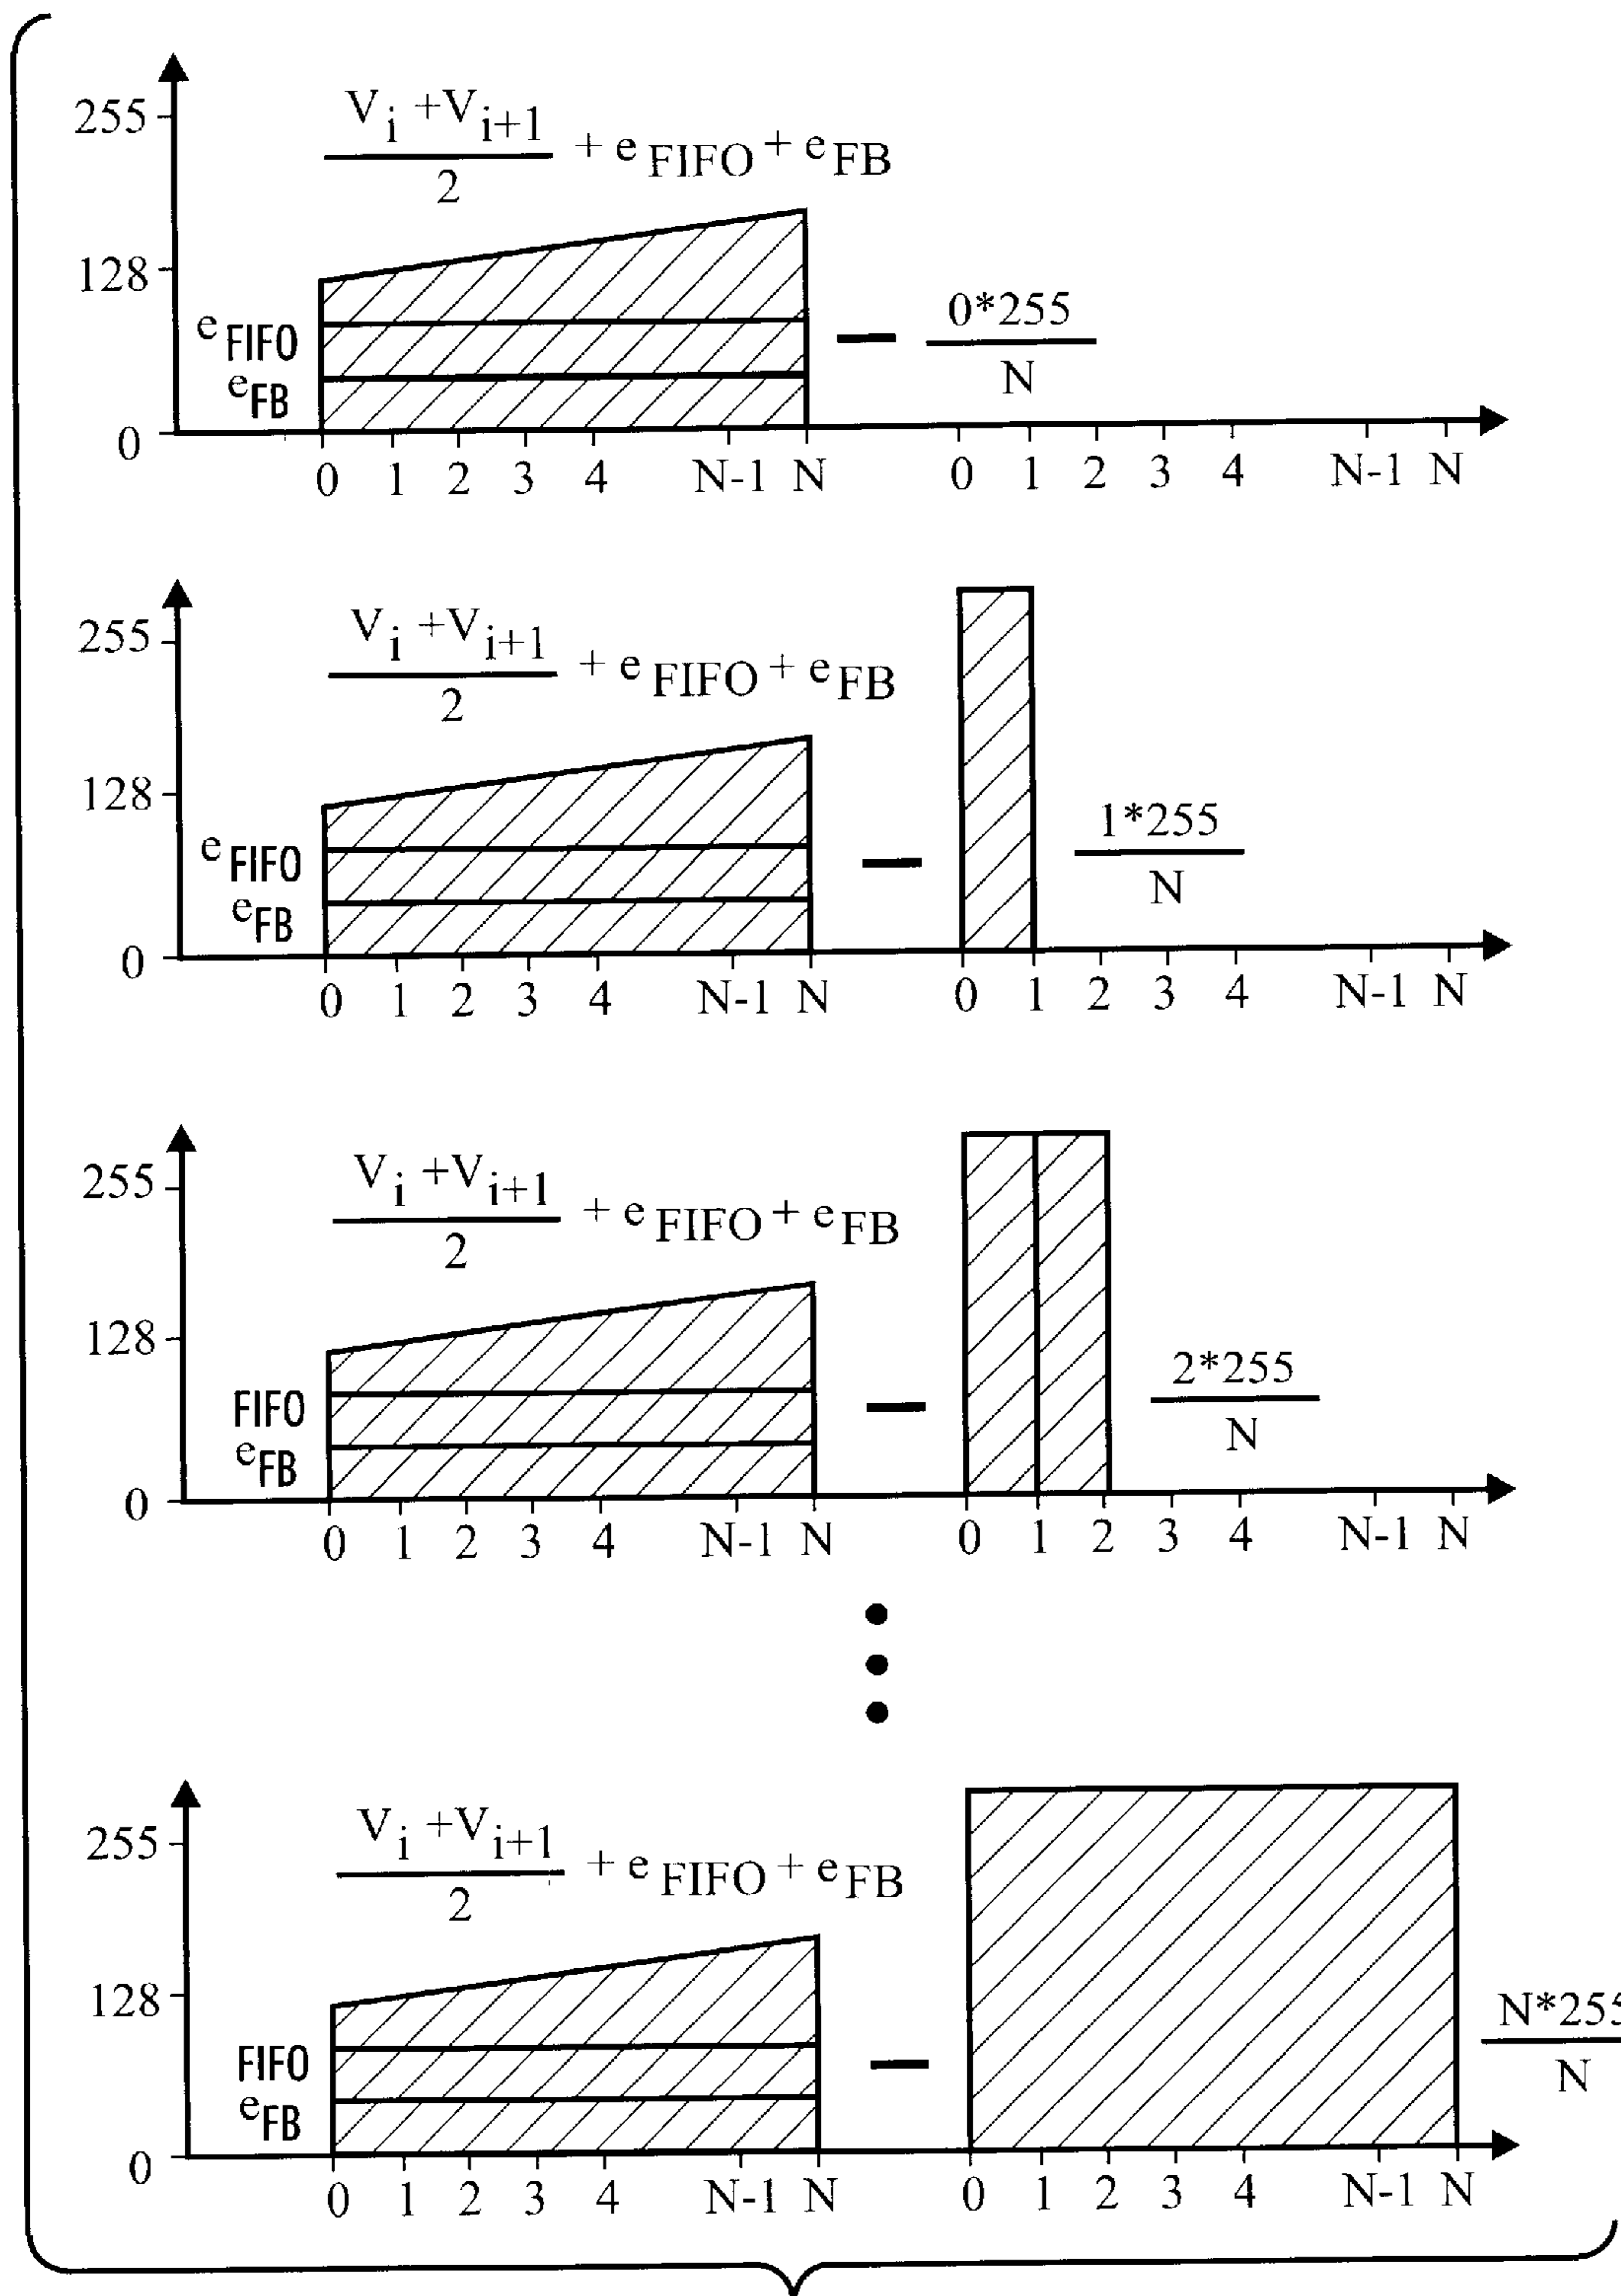 255
V i + V i+1
2
+ e FIFO + e FB
128
e FIFO
e FB
0
0*255
N
0 1 2 3 4 N-1 N 0 1 2 3 4 N-1 N
255
V i + V i+1
2
+ e FIFO + e FB
128
e FIFO
e FB
0
1*255
N
0 1 2 3 4 N-1 N 0 1 2 3 4 N-1 N
255
V i + V i+1
2
+ e FIFO + e FB
128
FIFO
e FB
0
2*255
N
0 1 2 3 4 N-1 N 0 1 2 3 4 N-1 N
255
V i + V i+1
2
+ e FIFO + e FB
128
FIFO
e FB
0
N*255
N
0 1 2 3 4 N-1 N 0 1 2 3 4 N-1 N